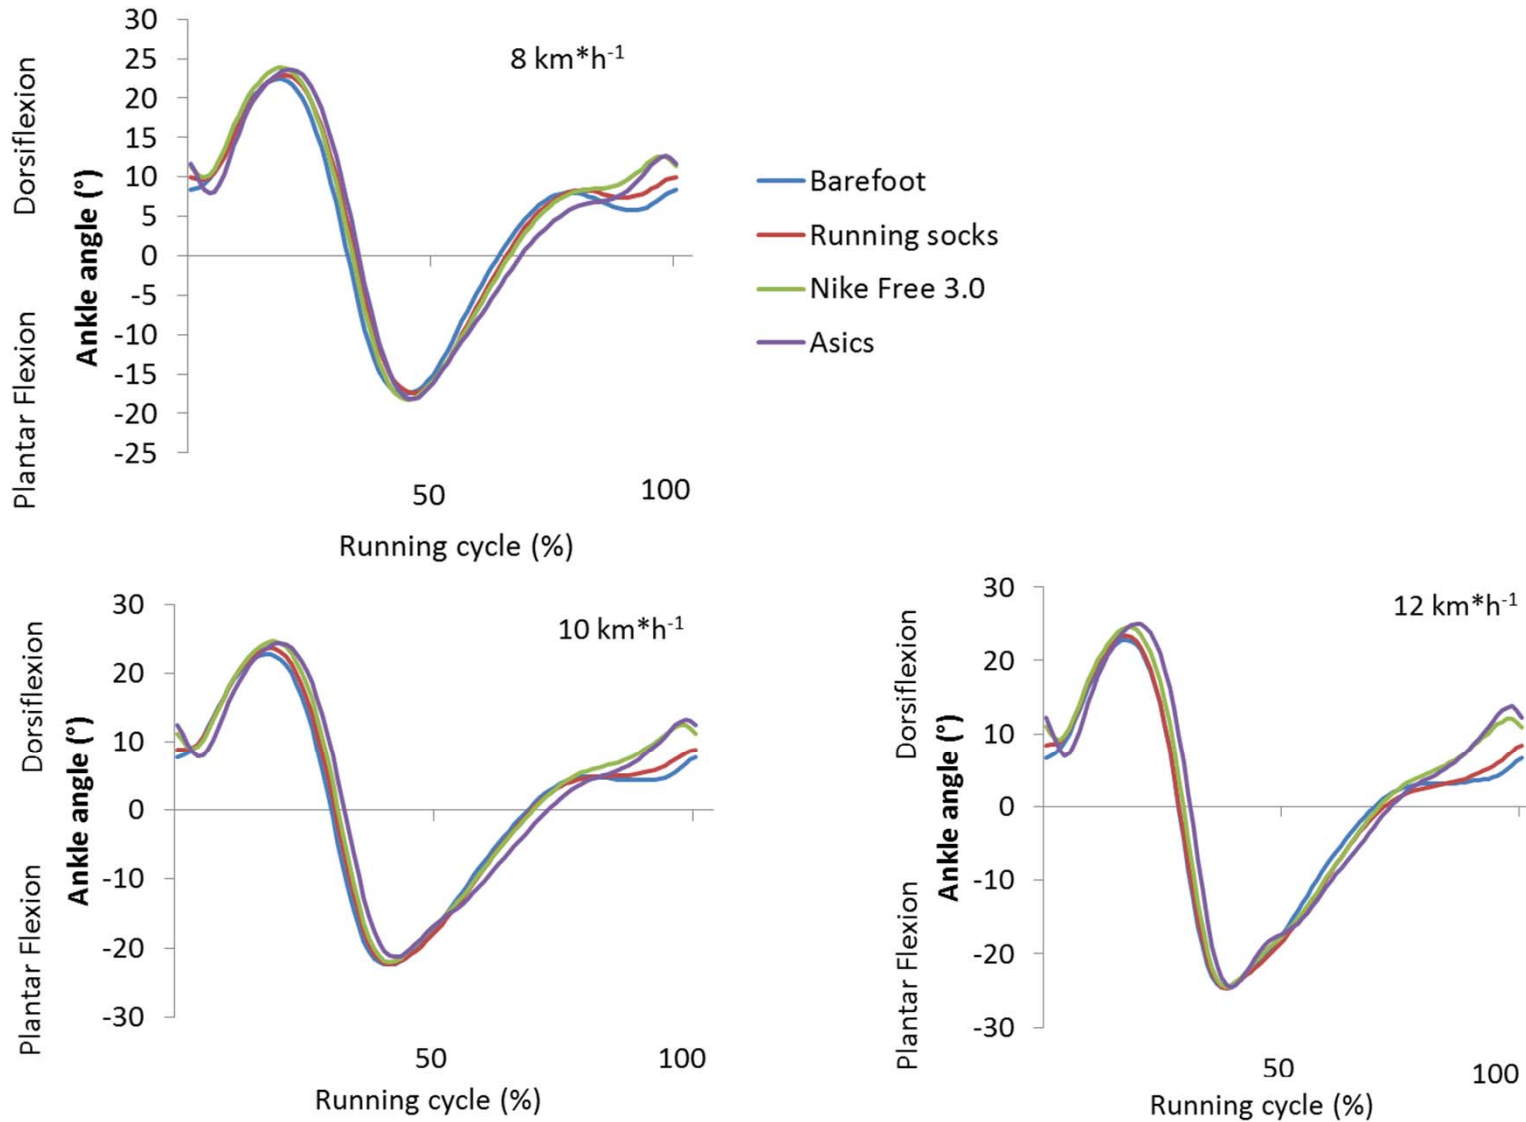 30
25
20
15
10
5
0
-5
-10
-15
-20
-25
Dorsiflexion
Plantar Flexion
Ankle angle (°)
8 km*h-1
50
100
Running cycle (%)
Barefoot
Running socks
Nike Free 3.0
Asics
30
20
10
0
-10
-20
-30
Dorsiflexion
Plantar Flexion
Ankle angle (°)
10 km*h-1
50
100
Running cycle (%)
30
20
10
0
-10
-20
-30
Dorsiflexion
Plantar Flexion
Ankle angle (°)
12 km*h-1
50
100
Running cycle (%)